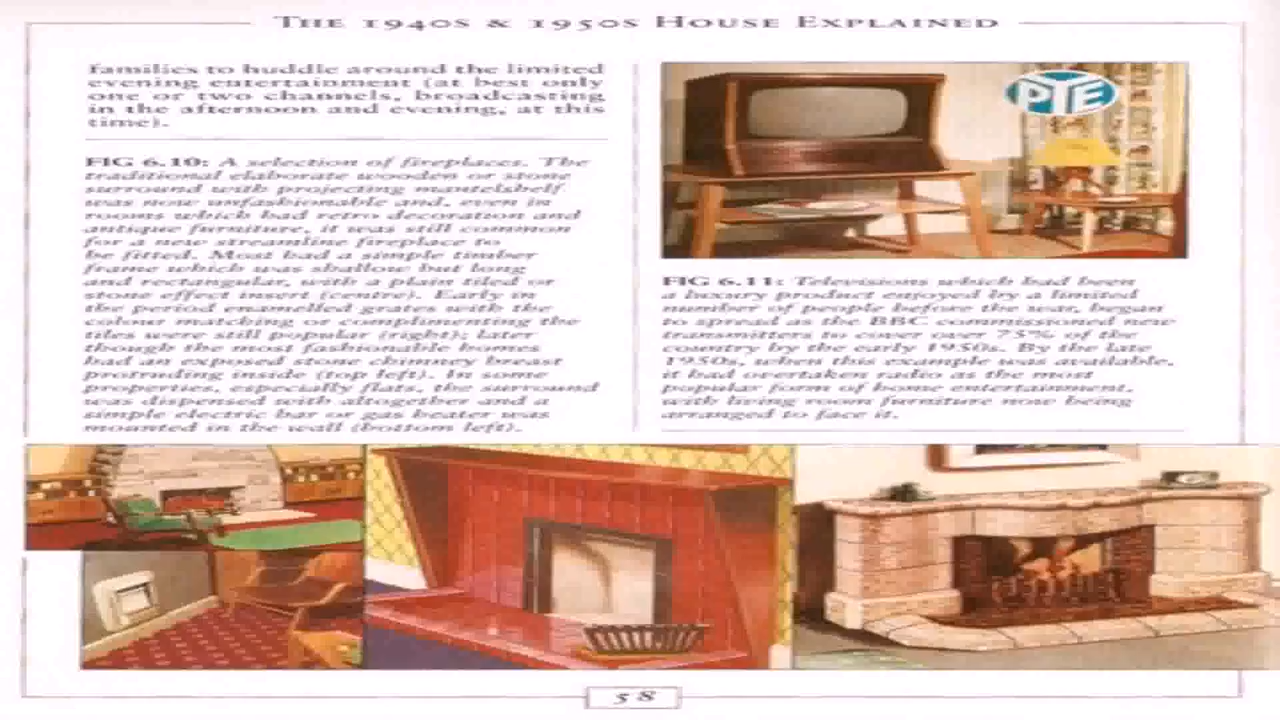 THE 1940S & 1950S HOUSE EXPLAINED
families to huddle around the limited
evening entertainment (at best only
one or two channels, broadcasting
in the afternoon and evening, at this
time).
FIG 6.10: A selection of fireplaces. The
traditional elaborate wooden or stone
surround with projecting mantelshelf
was now unfashionable and, even in
rooms which had retro decoration and
antique furniture, it was still common
for a new streamline fireplace to
be fitted. Most had a simple timber
frame which was shallow but long
and rectangular, with a plain tiled or
stone effect insert (centre). Early in
the period enamelled grates with the
colour matching or complimenting the
tiles were still popular (right); later
though the most fashionable homes
had an exposed stone chimney breast
protruding inside (top left). In some
properties, especially flats, the surround
was dispensed with altogether and a
simple electric bar or gas heater was
mounted in the wall (bottom left).
PYE
FIG 6.11: Televisions which had been
a luxury product enjoyed by a limited
number of people before the war, began
to spread as the BBC commissioned new
transmitters to cover over 75% of the
country by the early 1950s. By the late
1950s, when this example was available,
it had overtaken radio as the most
popular form of home entertainment,
with living room furniture now being
arranged to face it.
58